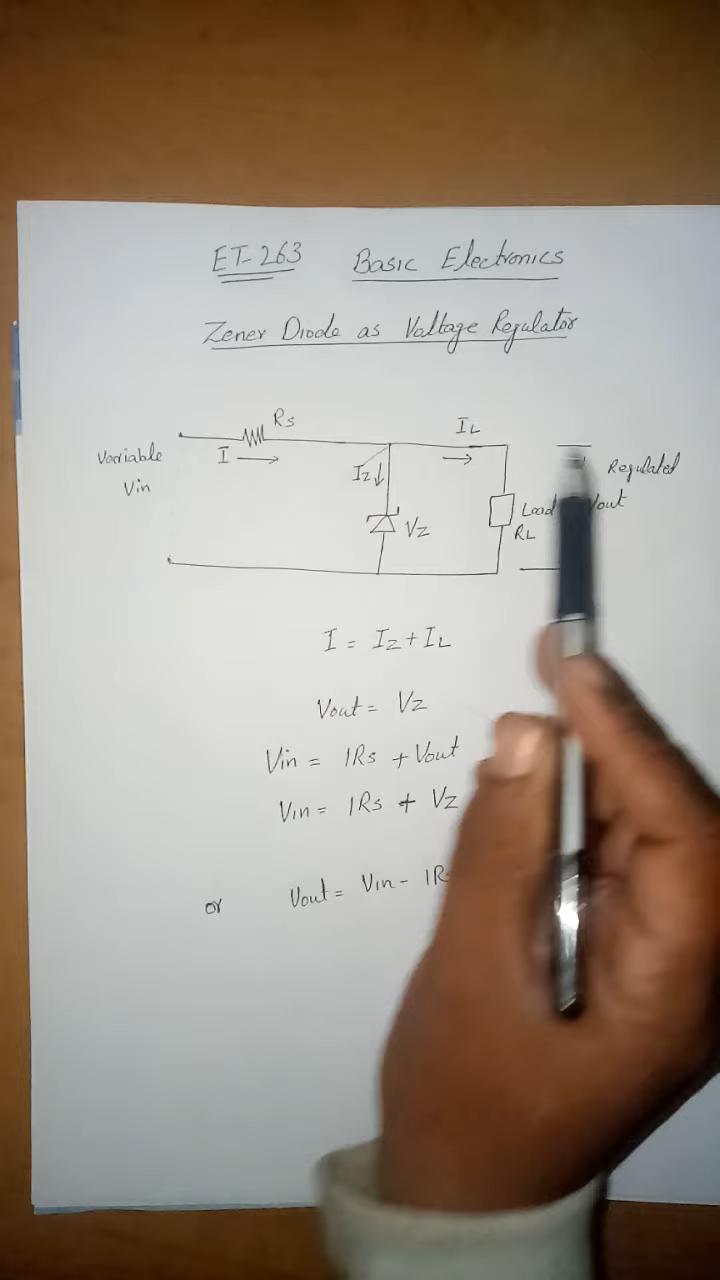 ET-263 Basic Electronics
Zener Diode as Voltage Regulator
Rs
IL
Variable
Vin
I
IZ
Regulated
Vout
VZ
Load
RL
I = IZ + IL
Vout = VZ
Vin = IRs + Vout
Vin = IRs + VZ
or Vout = Vin - IR